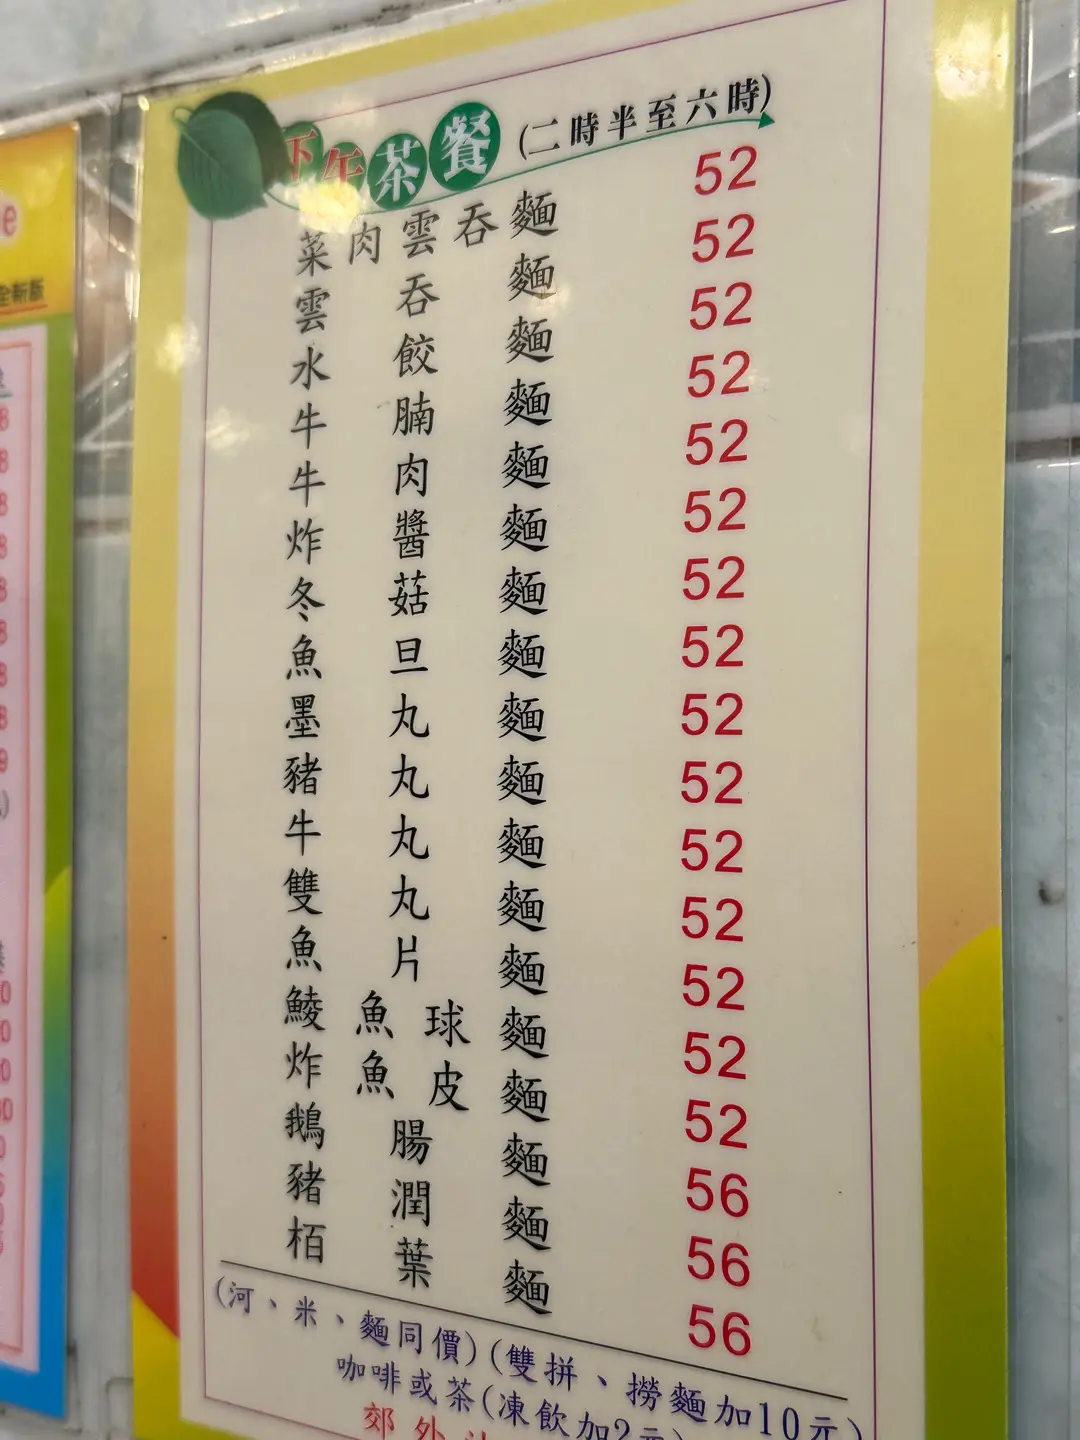 下午茶餐 (二時半至六時)
菜肉雲吞麵 52
雲吞麵 52
水餃麵 52
牛腩麵 52
牛肉麵 52
炸醬麵 52
冬菇麵 52
魚旦麵 52
墨丸麵 52
豬丸麵 52
牛丸麵 52
雙丸麵 52
魚片麵 52
鯪魚球麵 52
炸魚皮麵 52
鵝腸麵 56
豬潤麵 56
栢葉麵 56
(河、米、麵同價)(雙拼、撈麵加10元)
咖啡或茶(凍飲加2元)
郊外
全新版